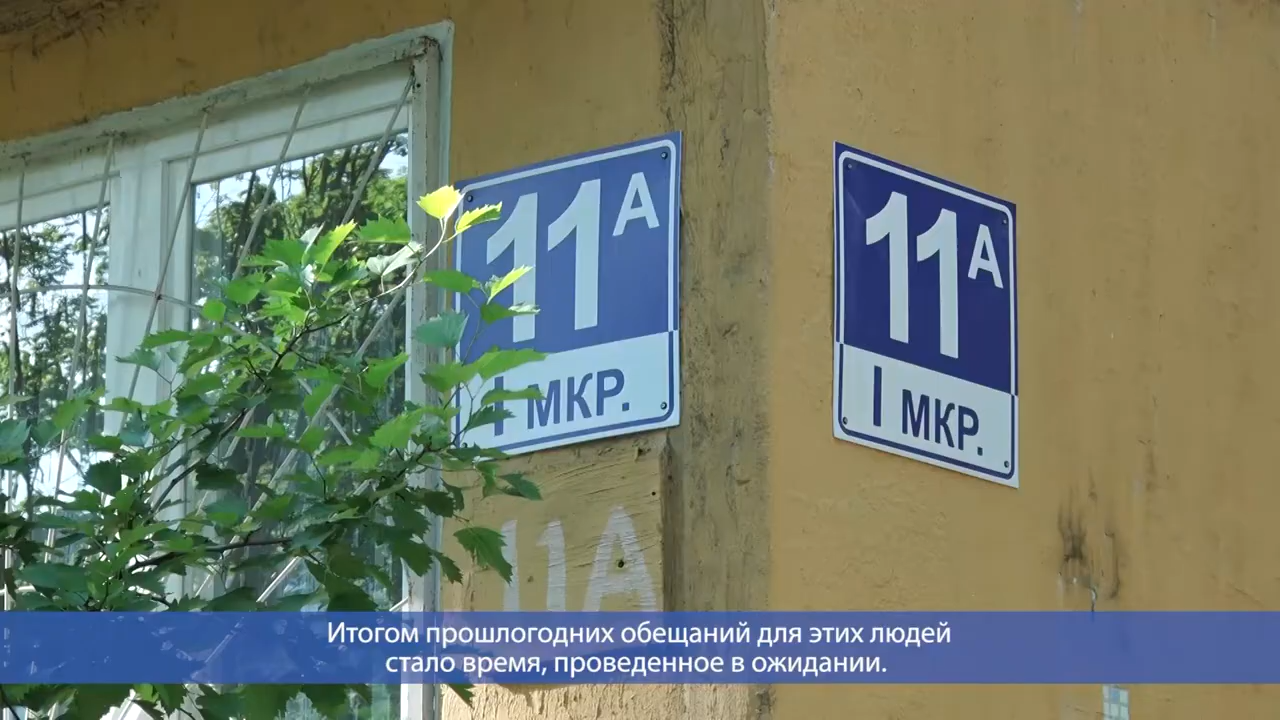 11 А
I МКР.
11 А
I МКР.
11А
Итогом прошлогодних обещаний для этих людей
стало время, проведенное в ожидании.